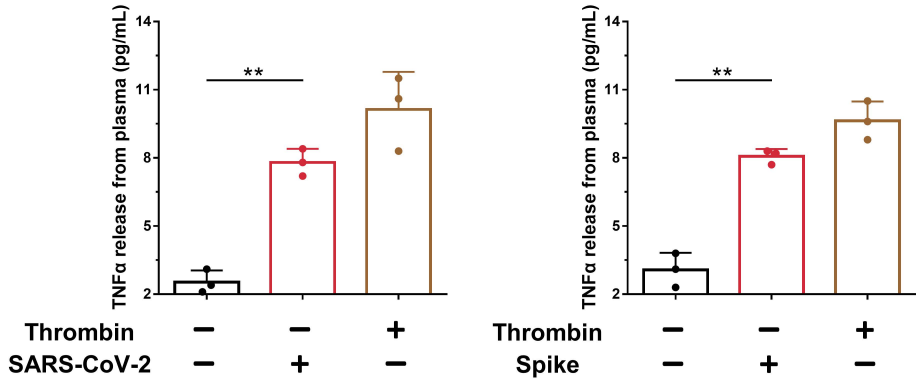 TNFα release from plasma (pg/mL)
14
11
8
5
2
**
Thrombin − − +
SARS-CoV-2 − + −
TNFα release from plasma (pg/mL)
14
11
8
5
2
**
Thrombin − − +
Spike − + −